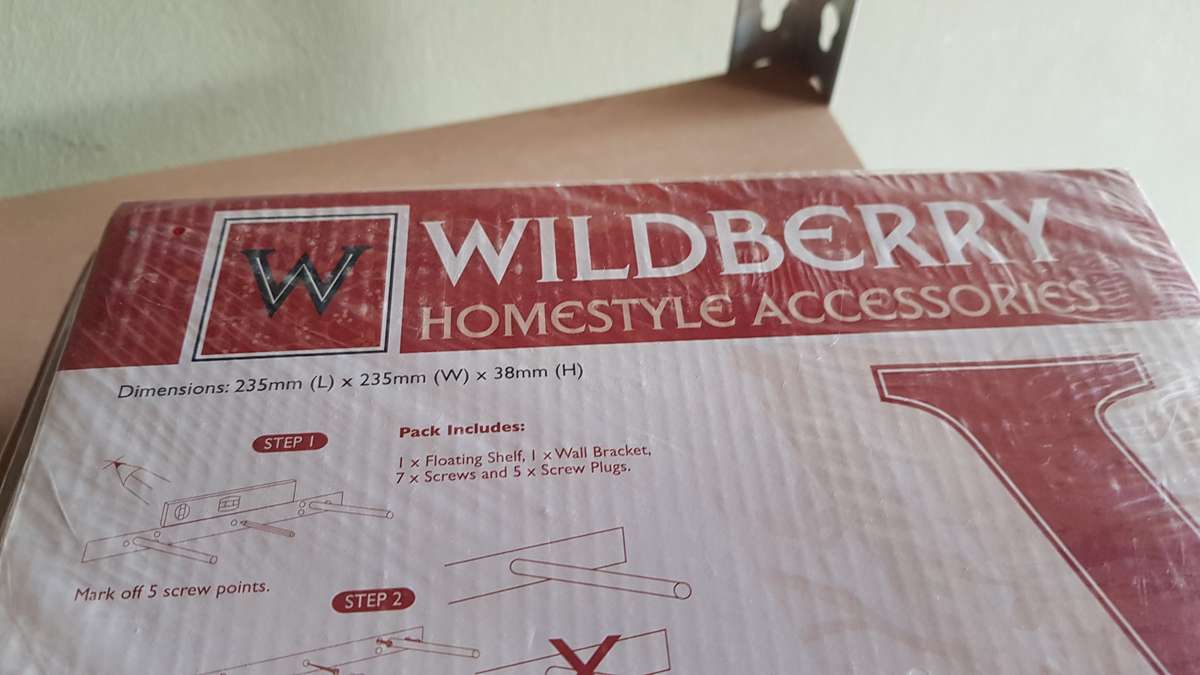 W
WILDBERRY
HOMESTYLE ACCESSORIES
Dimensions: 235mm (L) x 235mm (W) x 38mm (H)
STEP 1
Pack Includes:
1 x Floating Shelf, 1 x Wall Bracket,
7 x Screws and 5 x Screw Plugs.
Mark off 5 screw points.
STEP 2